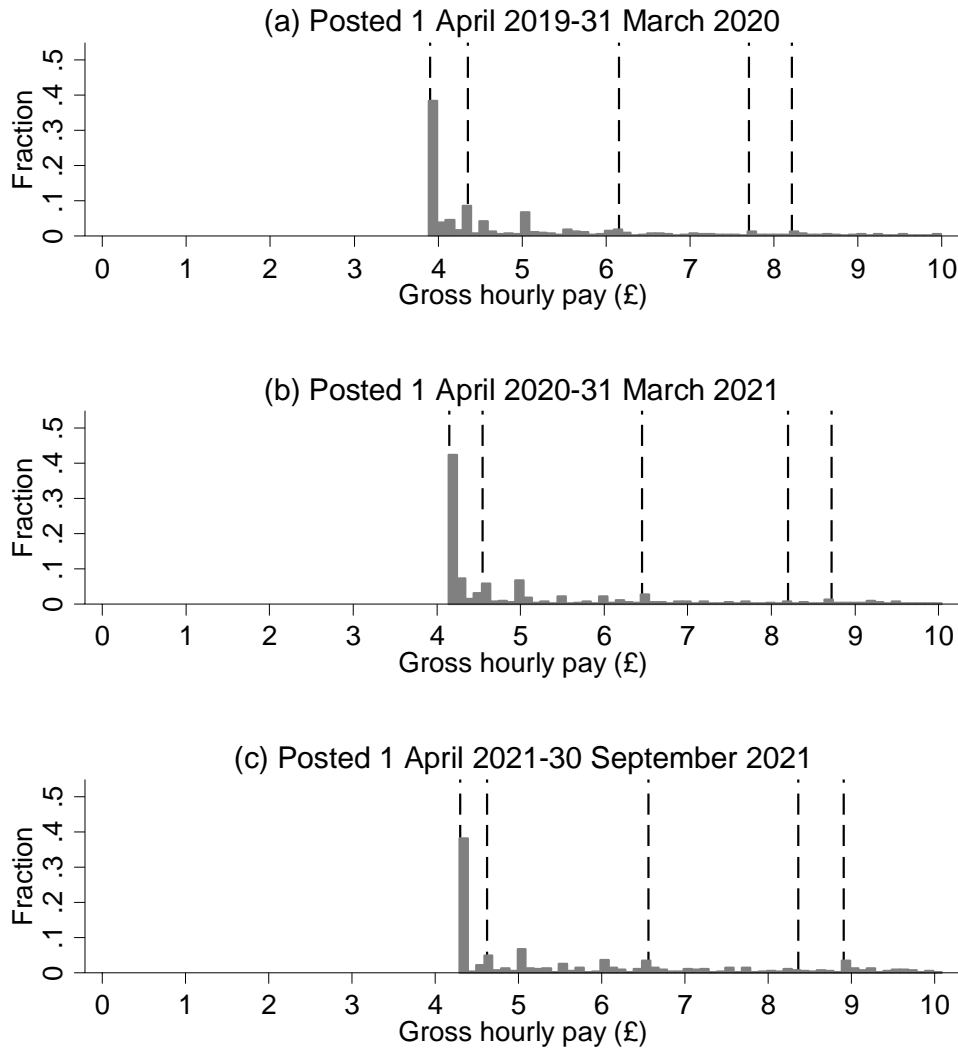 (a) Posted 1 April 2019-31 March 2020
Fraction
0 .1 .2 .3 .4 .5
0 1 2 3 4 5 6 7 8 9 10
Gross hourly pay (£)
(b) Posted 1 April 2020-31 March 2021
Fraction
0 .1 .2 .3 .4 .5
0 1 2 3 4 5 6 7 8 9 10
Gross hourly pay (£)
(c) Posted 1 April 2021-30 September 2021
Fraction
0 .1 .2 .3 .4 .5
0 1 2 3 4 5 6 7 8 9 10
Gross hourly pay (£)